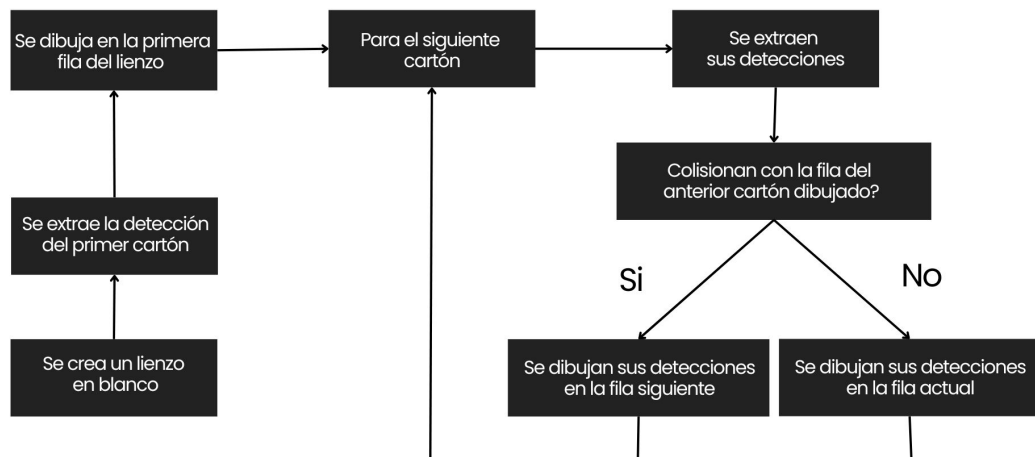 Se dibuja en la primera
fila del lienzo
Para el siguiente
cartón
Se extraen
sus detecciones
Colisionan con la fila del
anterior cartón dibujado?
Se extrae la detección
del primer cartón
Si
No
Se crea un lienzo
en blanco
Se dibujan sus detecciones
en la fila siguiente
Se dibujan sus detecciones
en la fila actual